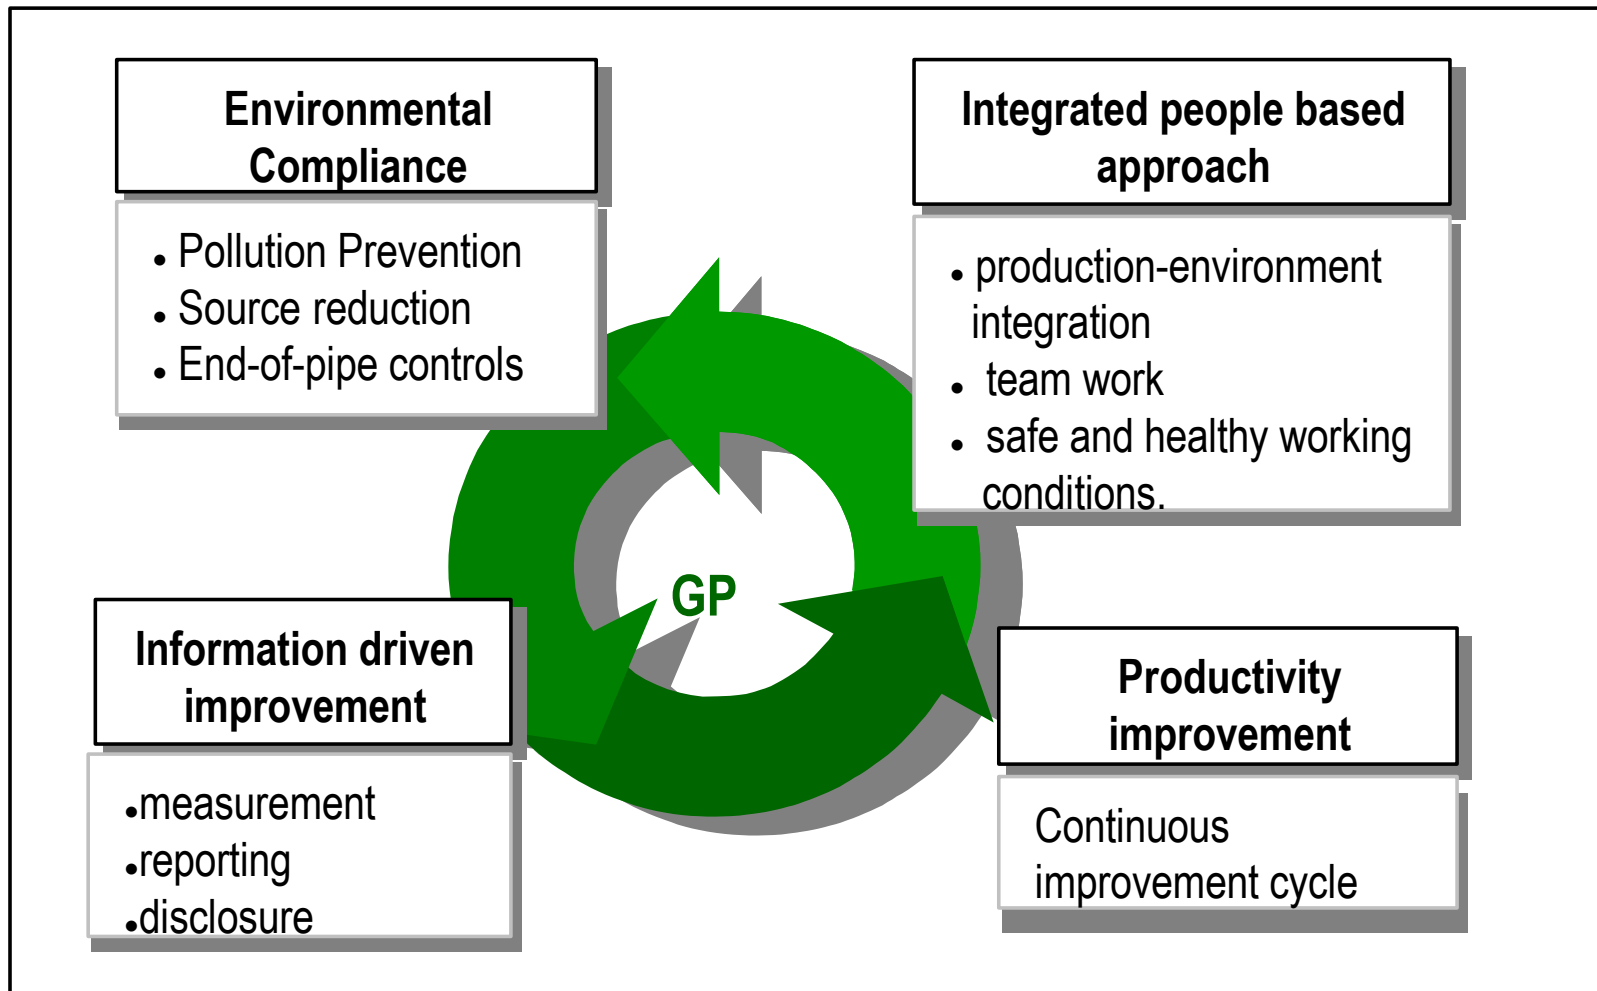 Environmental
Compliance
• Pollution Prevention
• Source reduction
• End-of-pipe controls
Integrated people based
approach
• production-environment
integration
• team work
• safe and healthy working
conditions.
GP
Information driven
improvement
•measurement
•reporting
•disclosure
Productivity
improvement
Continuous
improvement cycle